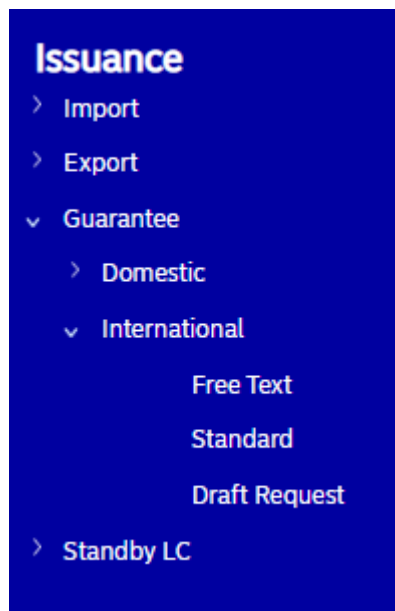 Issuance
Import
Export
Guarantee
Domestic
International
Free Text
Standard
Draft Request
Standby LC